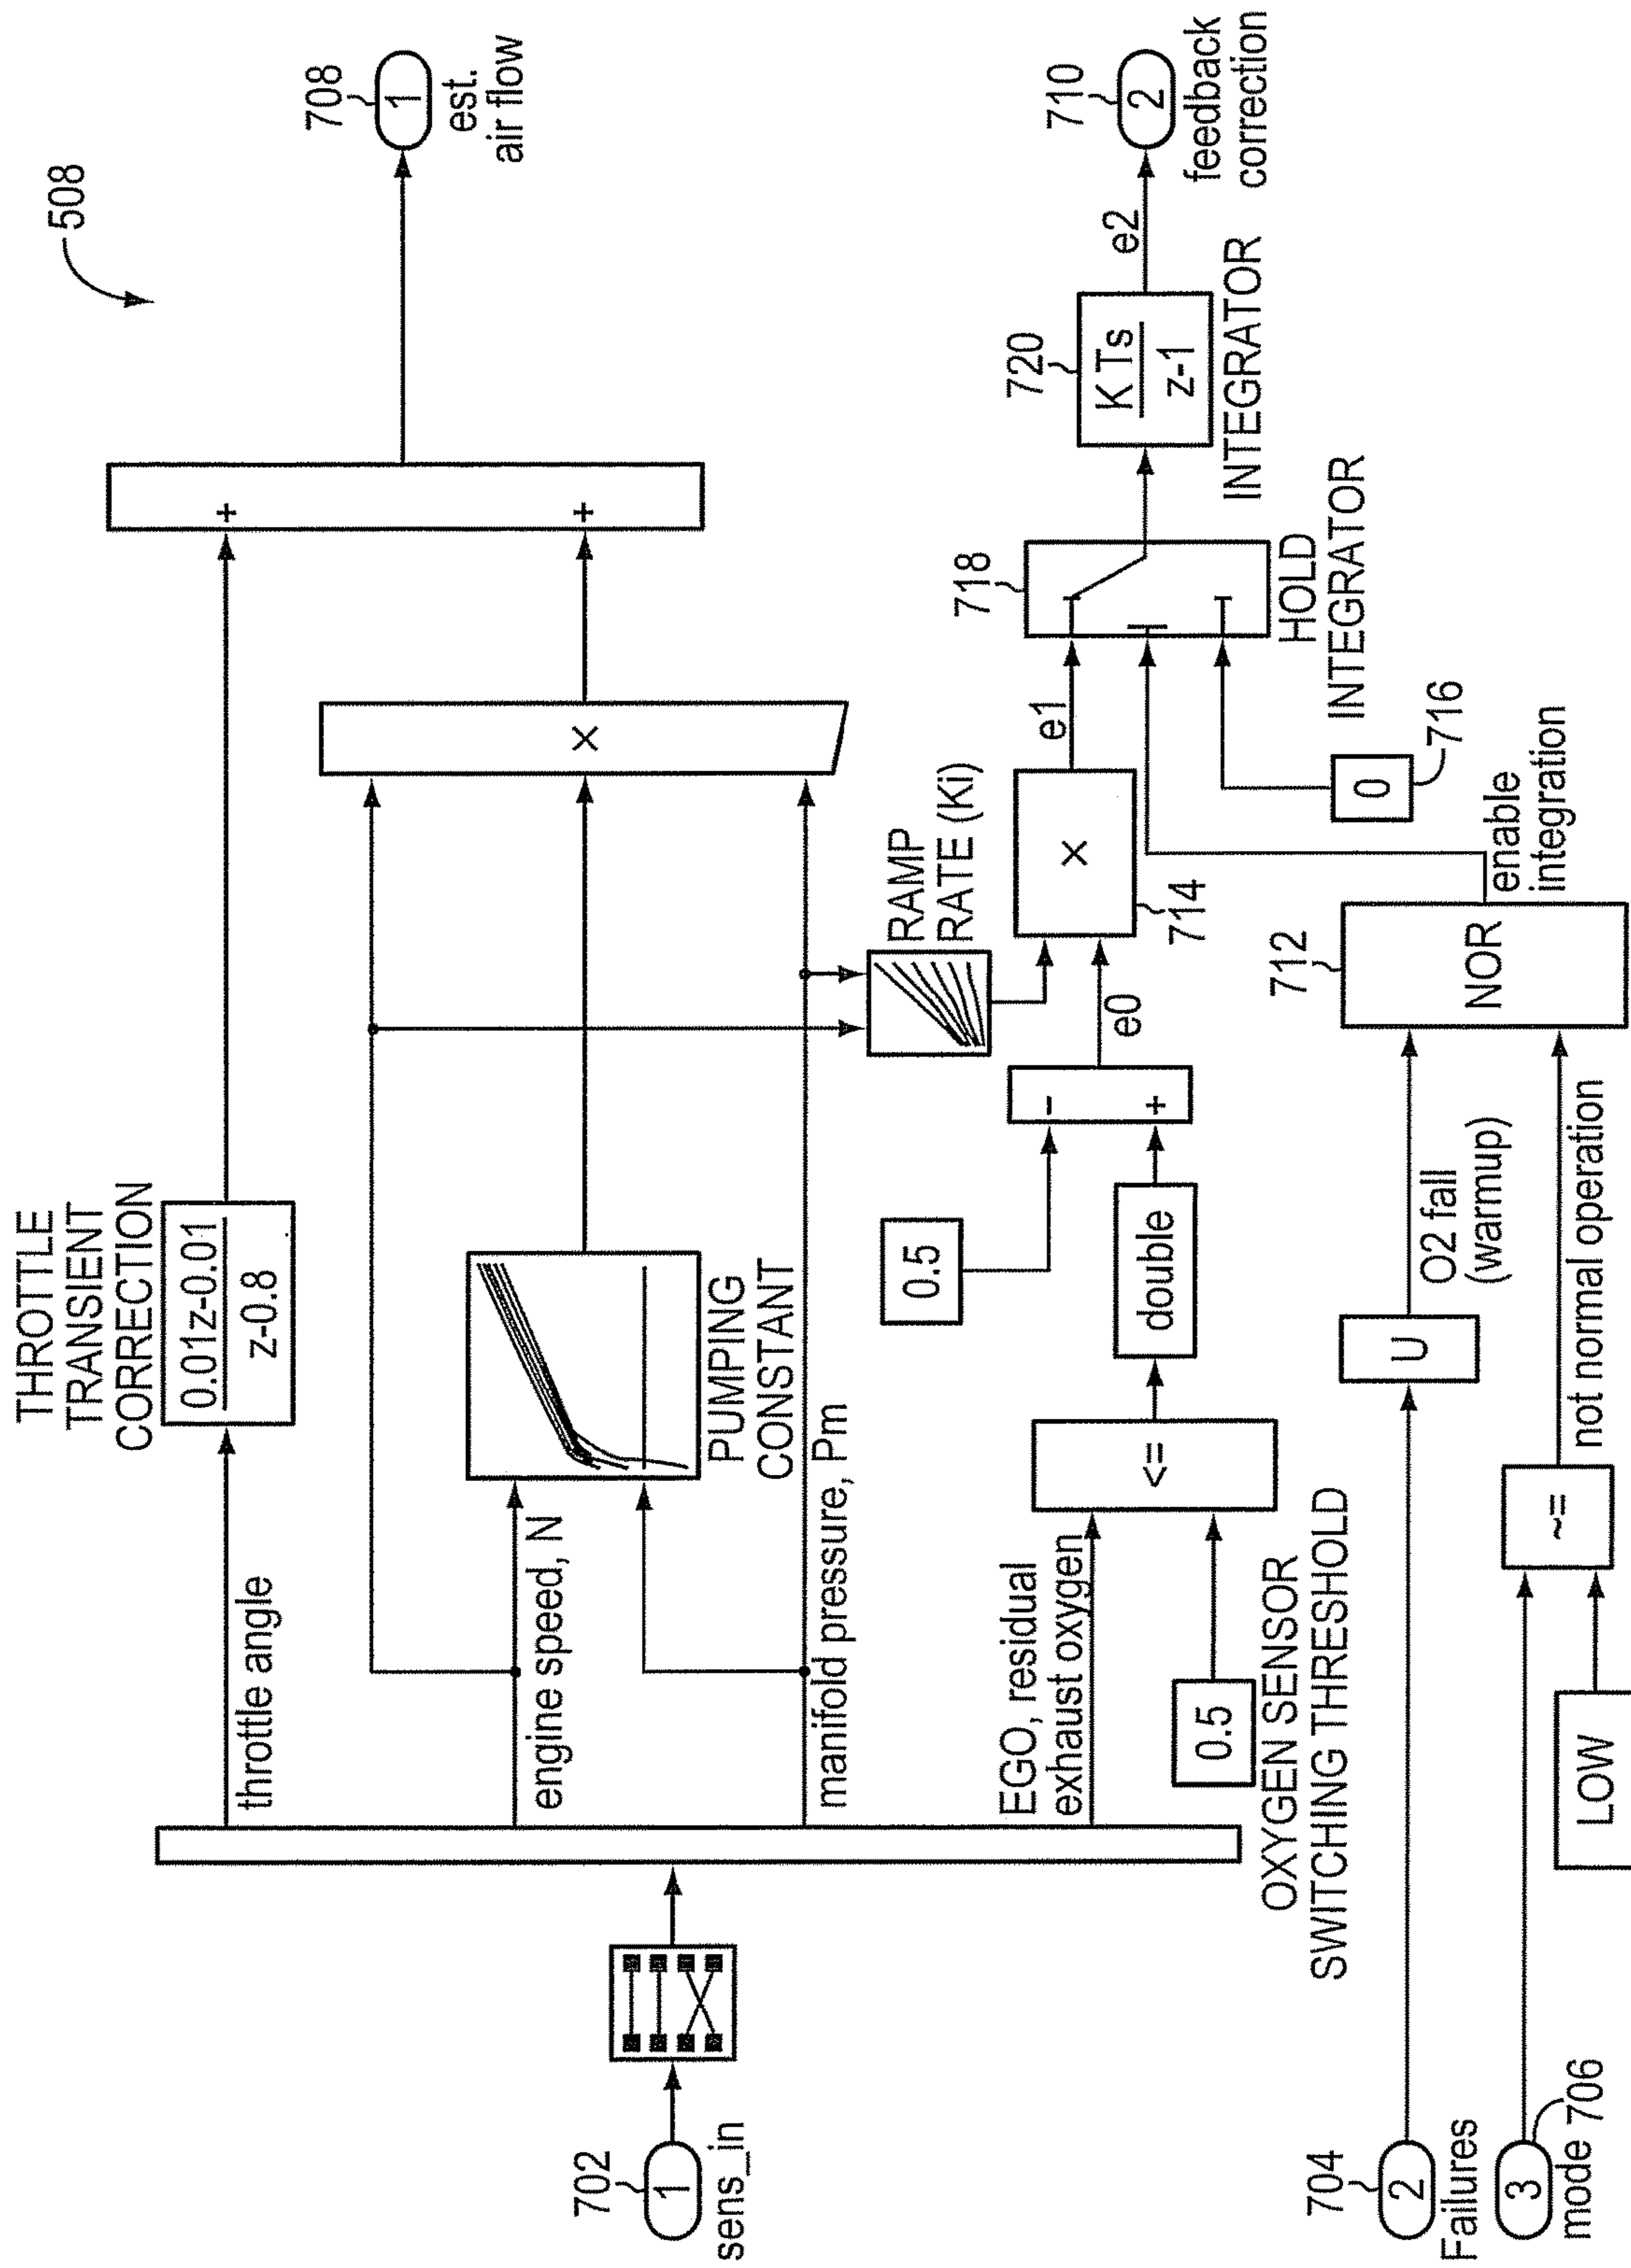 508
THROTTLE
TRANSIENT
CORRECTION
0.01z-0.01
z-0.8
throttle angle
+
+
708
1
est.
air flow
engine speed, N
PUMPING
CONSTANT
×
manifold pressure, Pm
702
1
sens_in
RAMP
RATE (Ki)
EGO, residual
exhaust oxygen
0.5
OXYGEN SENSOR
SWITCHING THRESHOLD
<=
double
0.5
-
+
e0
×
714
e1
718
HOLD
INTEGRATOR
0
716
720
K Ts
z-1
INTEGRATOR
e2
710
2
feedback
correction
704
2
Failures
U
O2 fall
(warmup)
712
NOR
enable
integration
3
mode 706
LOW
~=
not normal operation